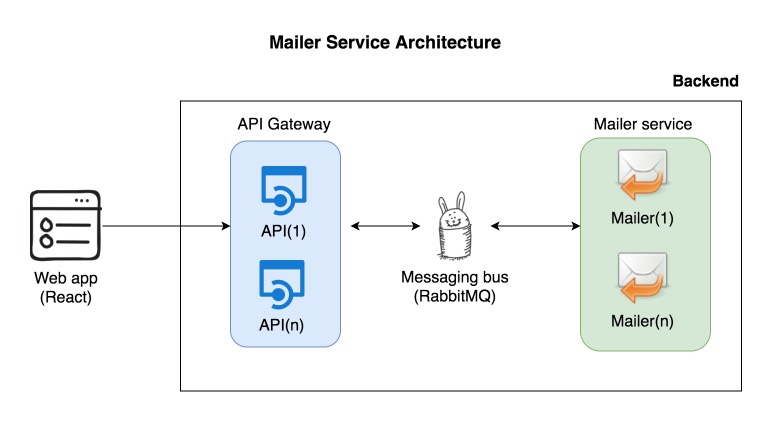 Mailer Service Architecture
Backend
API Gateway
Mailer service
API(1)
Mailer(1)
Web app
(React)
Messaging bus
(RabbitMQ)
API(n)
Mailer(n)